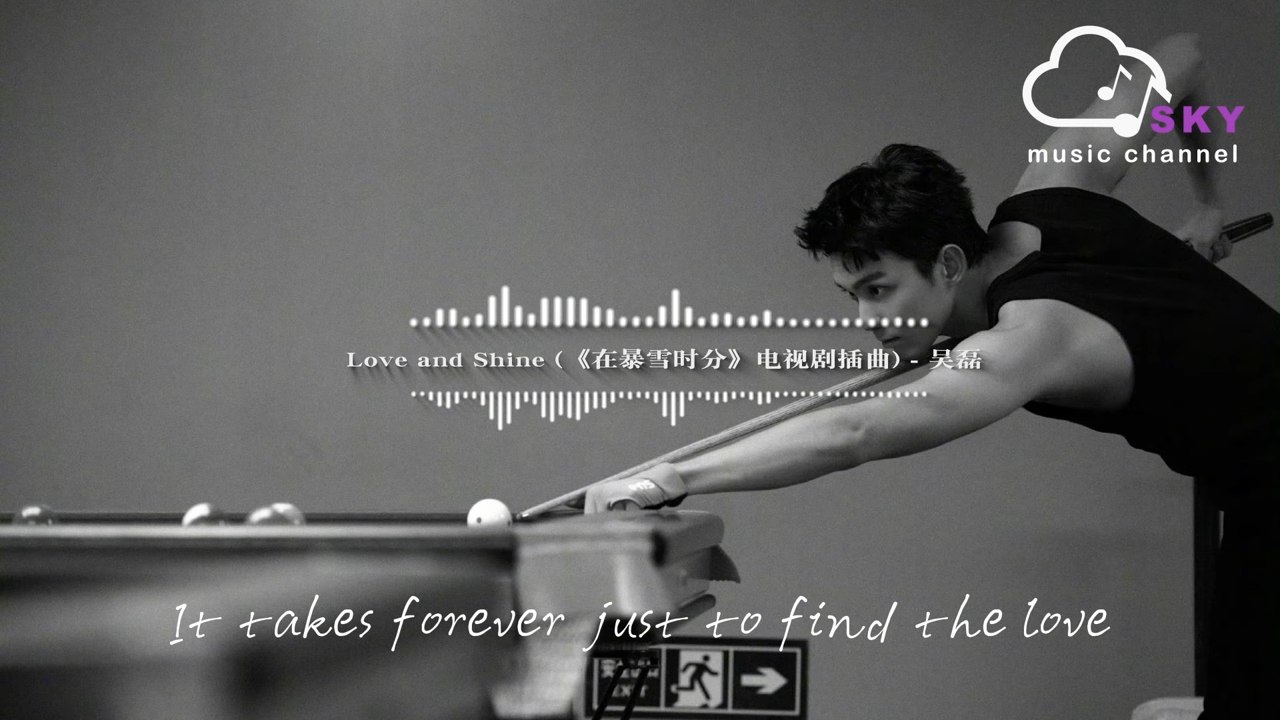 SKY
music channel
Love and Shine (《在暴雪时分》电视剧插曲) - 吴磊
It takes forever just to find the love
EXIT